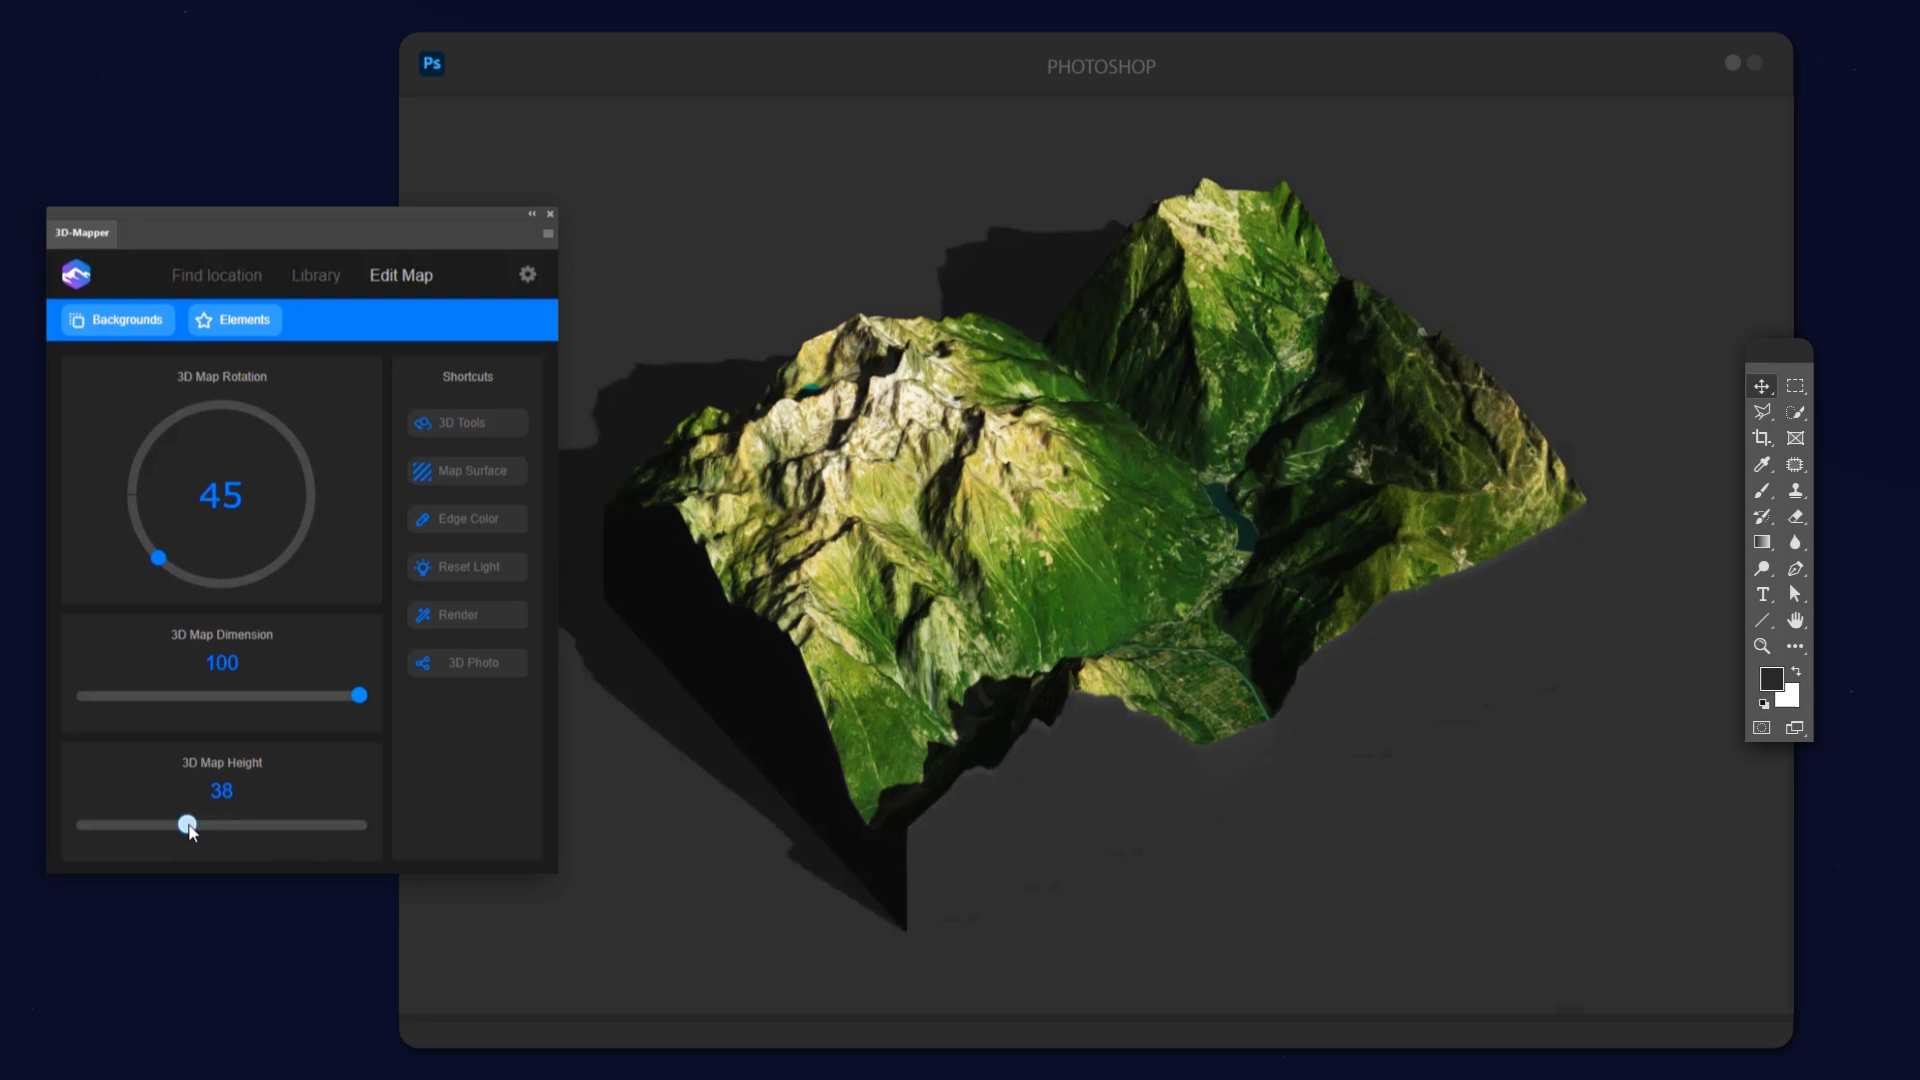 Ps
PHOTOSHOP
3D-Mapper
Find location
Library
Edit Map
Backgrounds
Elements
3D Map Rotation
45
3D Map Dimension
100
3D Map Height
38
Shortcuts
3D Tools
Map Surface
Edge Color
Reset Light
Render
3D Photo